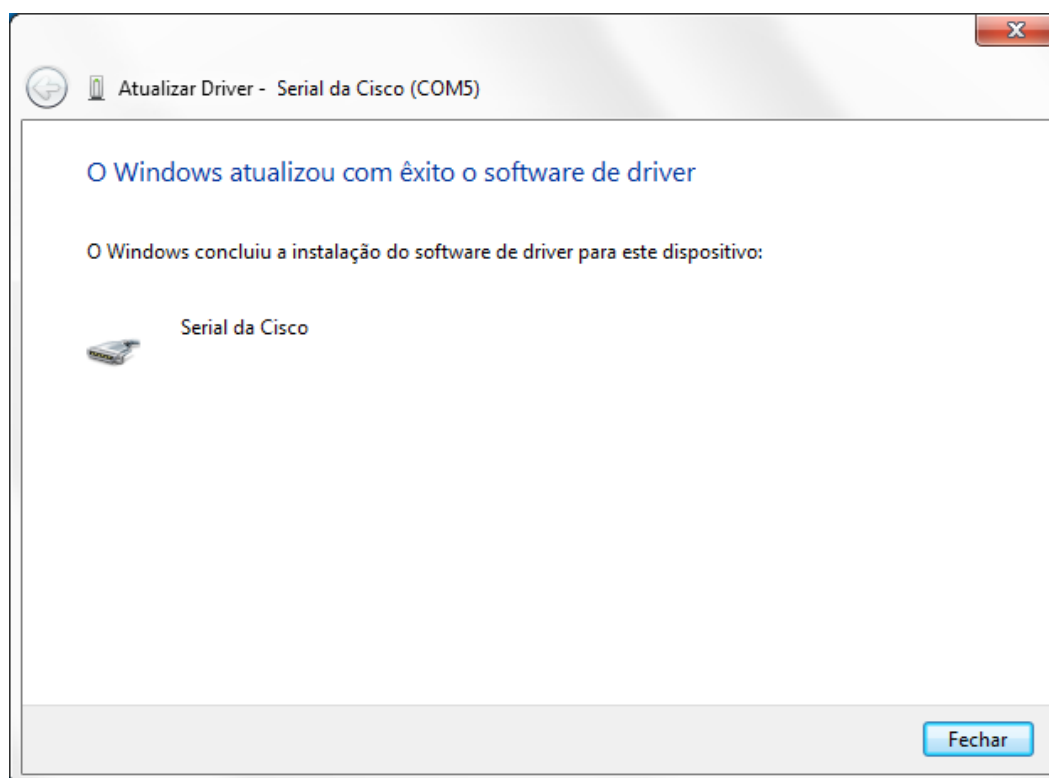 Atualizar Driver - Serial da Cisco (COM5)
O Windows atualizou com êxito o software de driver
O Windows concluiu a instalação do software de driver para este dispositivo:
Serial da Cisco
Fechar